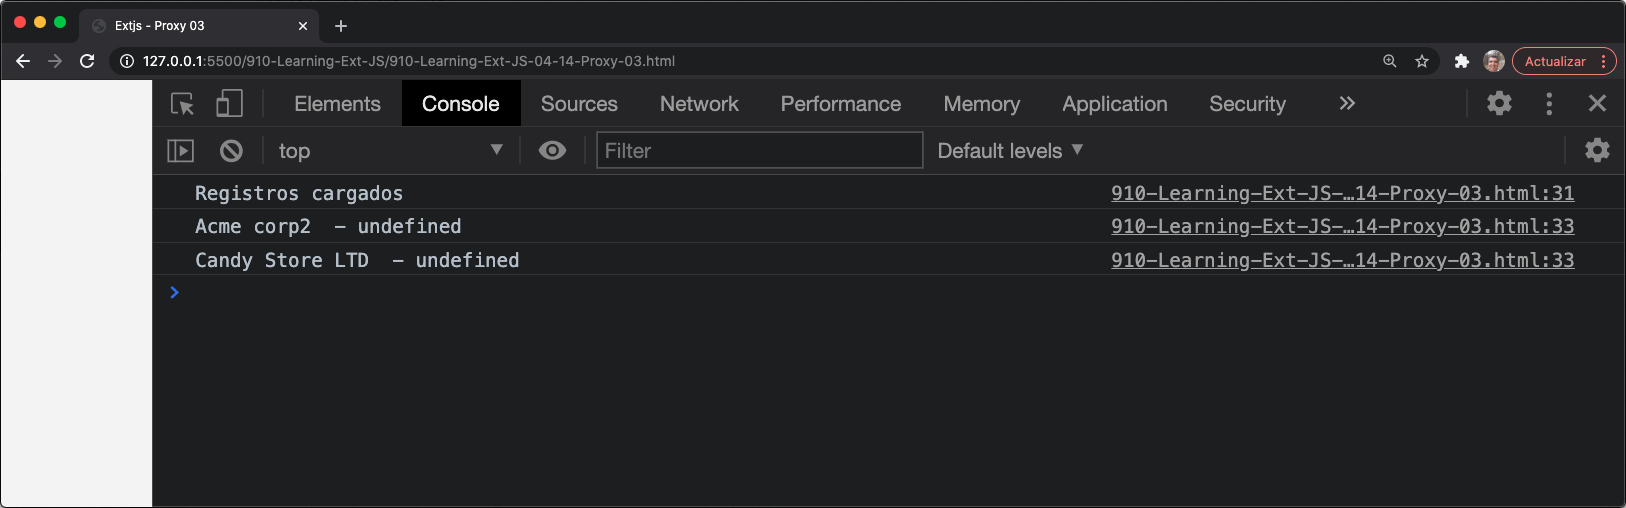 Extjs - Proxy 03
127.0.0.1:5500/910-Learning-Ext-JS/910-Learning-Ext-JS-04-14-Proxy-03.html
Actualizar
Elements Console Sources Network Performance Memory Application Security
top Filter Default levels
Registros cargados 910-Learning-Ext-JS-…14-Proxy-03.html:31
Acme corp2  - undefined 910-Learning-Ext-JS-…14-Proxy-03.html:33
Candy Store LTD  - undefined 910-Learning-Ext-JS-…14-Proxy-03.html:33